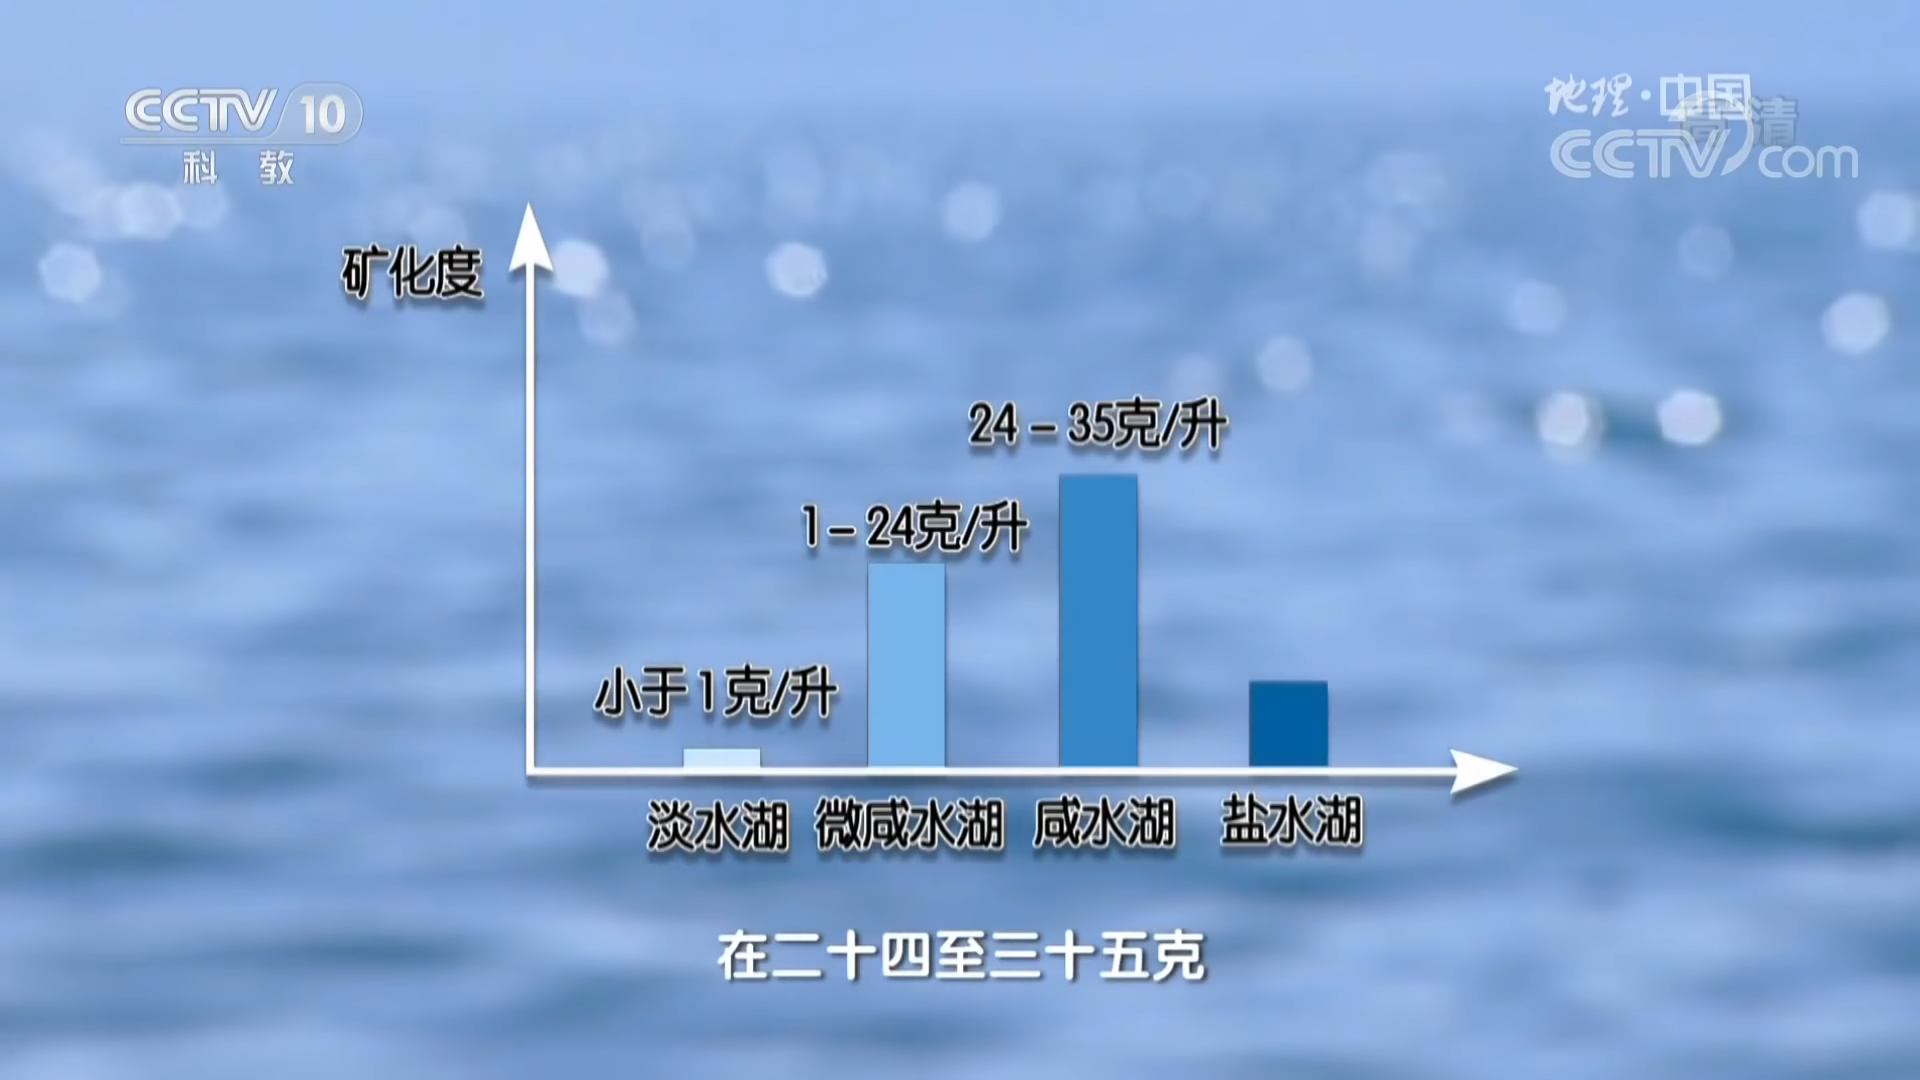 CCTV 10
科 教
地理·中国
高清
CCTV.com
矿化度
24-35克/升
1-24克/升
小于1克/升
淡水湖 微咸水湖 咸水湖 盐水湖
在二十四至三十五克